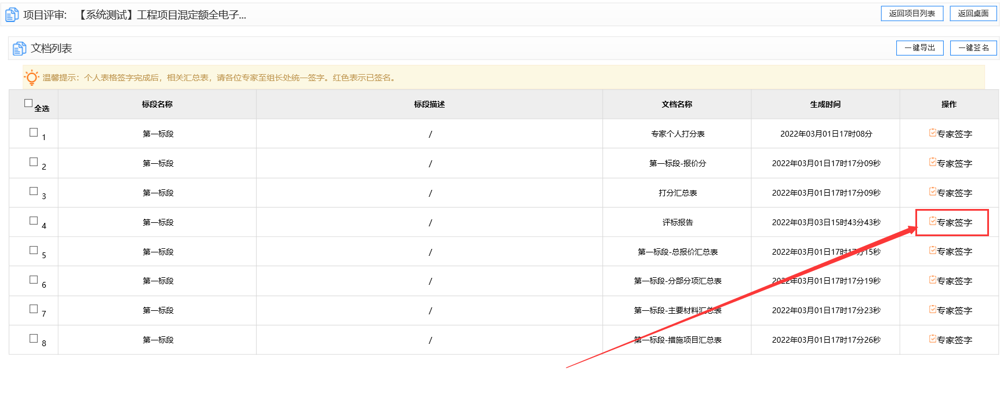 项目评审: 【系统测试】工程项目混定额全电子... 返回项目列表 返回桌面
文档列表 一键导出 一键签名
温馨提示：个人表格签字完成后，相关汇总表，请各位专家至组长处统一签字。红色表示已签名。
全选 标段名称 标段描述 文档名称 生成时间 操作
1 第一标段 / 专家个人打分表 2022年03月01日17时08分 专家签字
2 第一标段 / 第一标段-报价分 2022年03月01日17时17分09秒 专家签字
3 第一标段 / 打分汇总表 2022年03月01日17时17分09秒 专家签字
4 第一标段 / 评标报告 2022年03月03日15时43分43秒 专家签字
5 第一标段 / 第一标段-总报价汇总表 2022年03月01日17时17分15秒 专家签字
6 第一标段 / 第一标段-分部分项汇总表 2022年03月01日17时17分19秒 专家签字
7 第一标段 / 第一标段-主要材料汇总表 2022年03月01日17时17分23秒 专家签字
8 第一标段 / 第一标段-措施项目汇总表 2022年03月01日17时17分26秒 专家签字